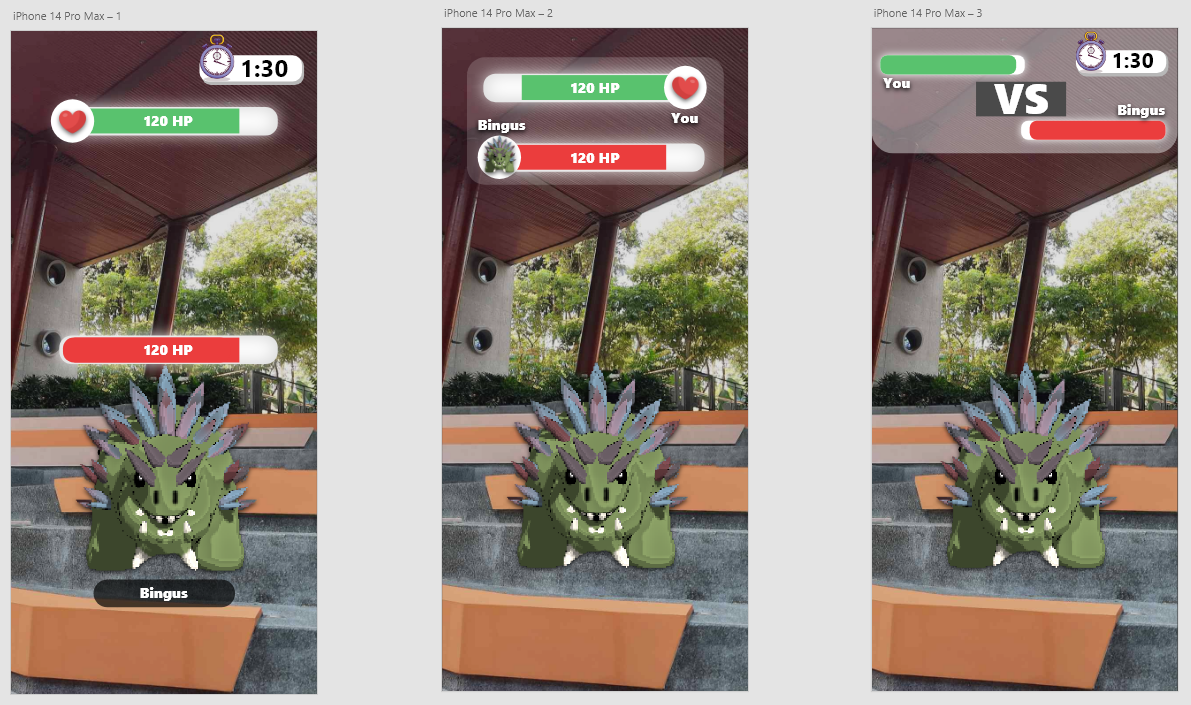 iPhone 14 Pro Max – 1
1:30
120 HP
120 HP
Bingus
iPhone 14 Pro Max – 2
120 HP
You
Bingus
120 HP
iPhone 14 Pro Max – 3
1:30
You
VS
Bingus